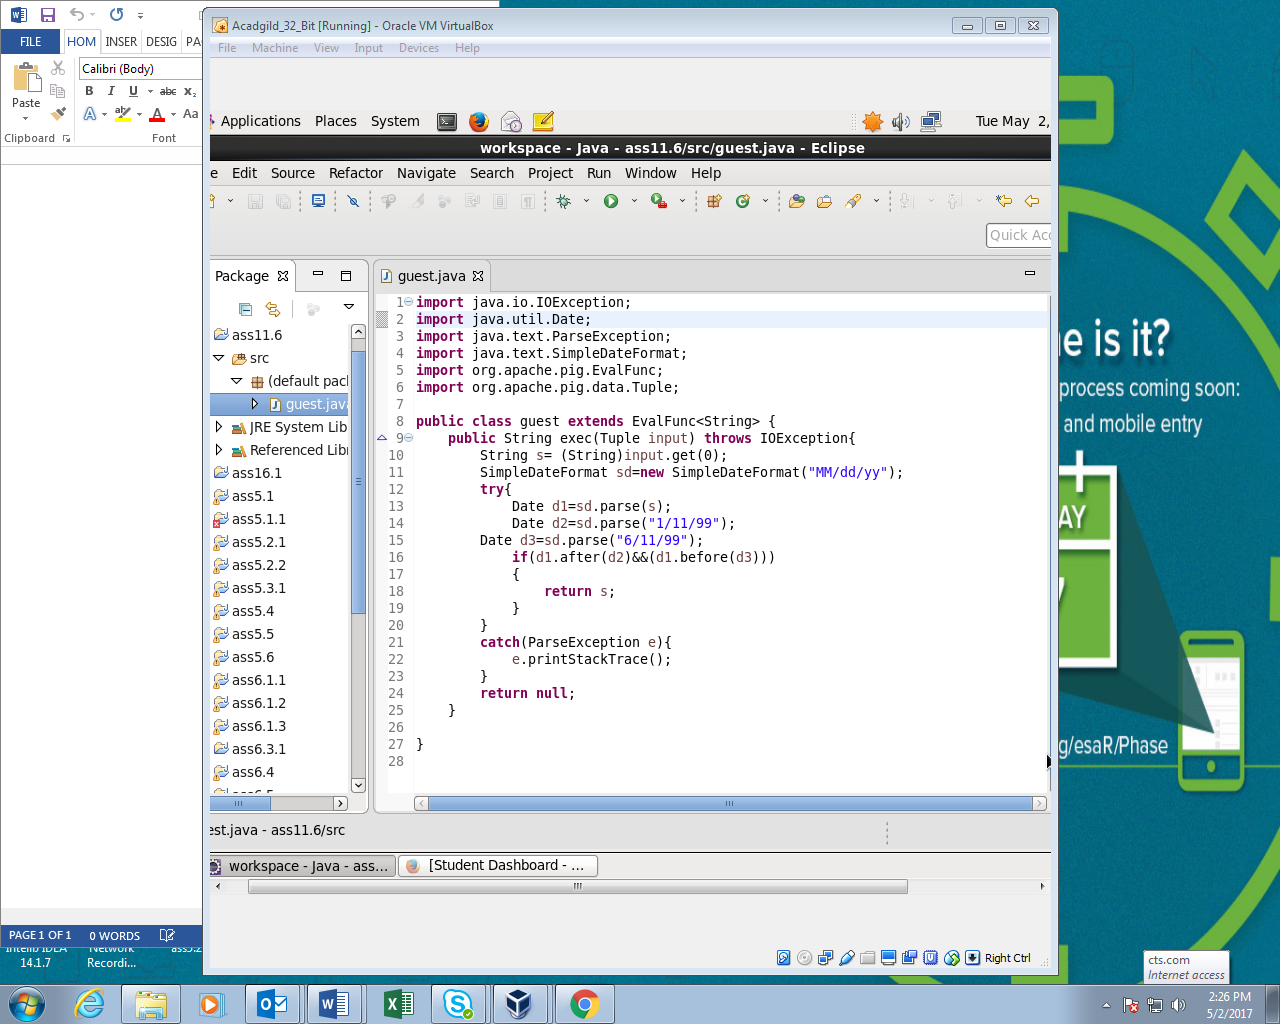 FILE
HOM
INSER
DESIG
PA
Calibri (Body)
Paste
B I U abc x₂
A ab A Aa
Clipboard
Font
Acadgild_32_Bit [Running] - Oracle VM VirtualBox
File Machine View Input Devices Help
Applications Places System
Tue May 2,
workspace - Java - ass11.6/src/guest.java - Eclipse
e Edit Source Refactor Navigate Search Project Run Window Help
Quick Acc
Package
guest.java
ass11.6
src
(default pac
guest.java
JRE System Lib
Referenced Libr
ass16.1
ass5.1
ass5.1.1
ass5.2.1
ass5.2.2
ass5.3.1
ass5.4
ass5.5
ass5.6
ass6.1.1
ass6.1.2
ass6.1.3
ass6.3.1
ass6.4
1 import java.io.IOException;
2 import java.util.Date;
3 import java.text.ParseException;
4 import java.text.SimpleDateFormat;
5 import org.apache.pig.EvalFunc;
6 import org.apache.pig.data.Tuple;
7
8 public class guest extends EvalFunc<String> {
9 public String exec(Tuple input) throws IOException{
10 String s= (String)input.get(0);
11 SimpleDateFormat sd=new SimpleDateFormat("MM/dd/yy");
12 try{
13 Date d1=sd.parse(s);
14 Date d2=sd.parse("1/11/99");
15 Date d3=sd.parse("6/11/99");
16 if(d1.after(d2)&&(d1.before(d3)))
17 {
18 return s;
19 }
20 }
21 catch(ParseException e){
22 e.printStackTrace();
23 }
24 return null;
25 }
26
27 }
28
est.java - ass11.6/src
workspace - Java - ass...
[Student Dashboard - ...
Right Ctrl
PAGE 1 OF 1 0 WORDS
IntelliJ IDEA
14.1.7
Network
Recordi...
ass5.2
e is it?
process coming soon:
and mobile entry
AY
g/esaR/Phase
cts.com
Internet access
2:26 PM
5/2/2017